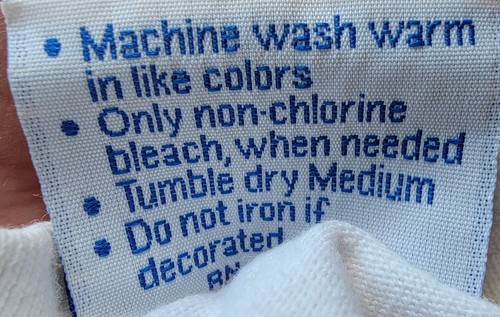 • Machine wash warm
in like colors
• Only non-chlorine
bleach, when needed
• Tumble dry Medium
• Do not iron if
decorated
RN